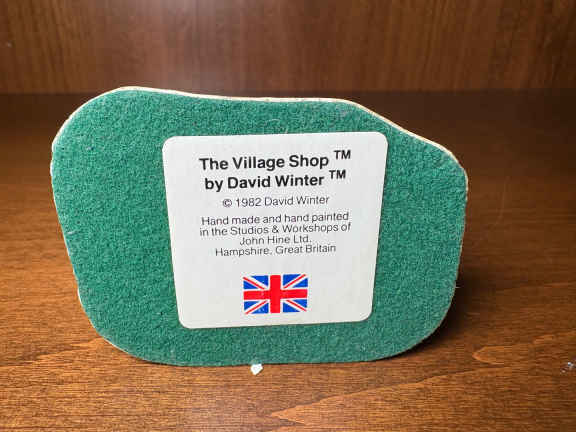 The Village Shop ™
by David Winter ™
© 1982 David Winter
Hand made and hand painted
in the Studios & Workshops of
John Hine Ltd.
Hampshire, Great Britain